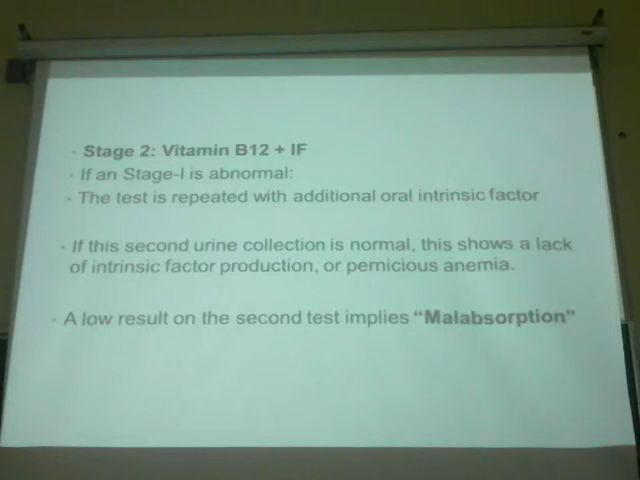 • Stage 2: Vitamin B12 + IF
• If an Stage-I is abnormal:
• The test is repeated with additional oral intrinsic factor
• If this second urine collection is normal, this shows a lack
of intrinsic factor production, or pernicious anemia.
• A low result on the second test implies “Malabsorption”